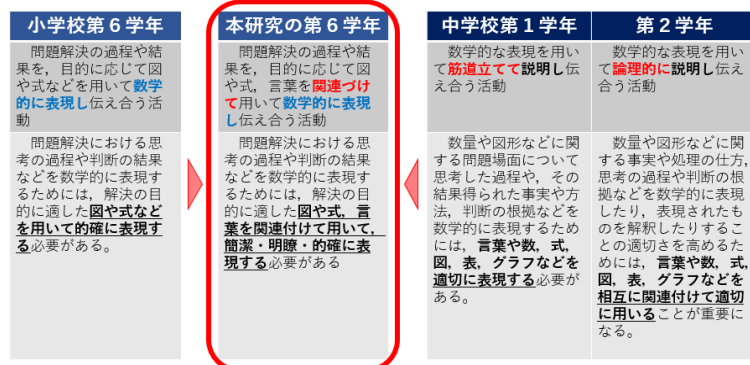 小学校第６学年
問題解決の過程や結
果を，目的に応じて図
や式などを用いて数学
的に表現し伝え合う活
動
問題解決における思
考の過程や判断の結果
などを数学的に表現す
るためには，解決の目
的に適した図や式など
を用いて的確に表現す
る必要がある。
本研究の第６学年
問題解決の過程や結
果を，目的に応じて図
や式，言葉を関連づけ
て用いて数学的に表現
し伝え合う活動
問題解決における思
考の過程や判断の結果
などを数学的に表現す
るためには，解決の目
的に適した図や式，言
葉を関連付けて用いて，
簡潔・明瞭・的確に表
現する必要がある
中学校第１学年
数学的な表現を用い
て筋道立てて説明し伝
え合う活動
数量や図形などに関
する問題場面について
思考した過程や，その
結果得られた事実や方
法，判断の根拠などを
数学的に表現するため
には，言葉や数，式，
図，表，グラフなどを
適切に表現する必要が
ある。
第２学年
数学的な表現を用い
て論理的に説明し伝え
合う活動
数量や図形などに関
する事実や処理の仕方，
思考の過程や判断の根
拠などを数学的に表現
したり，表現されたも
のを解釈したりするこ
との適切さを高めるた
めには，言葉や数，式，
図，表，グラフなどを
相互に関連付けて適切
に用いることが重要に
なる。